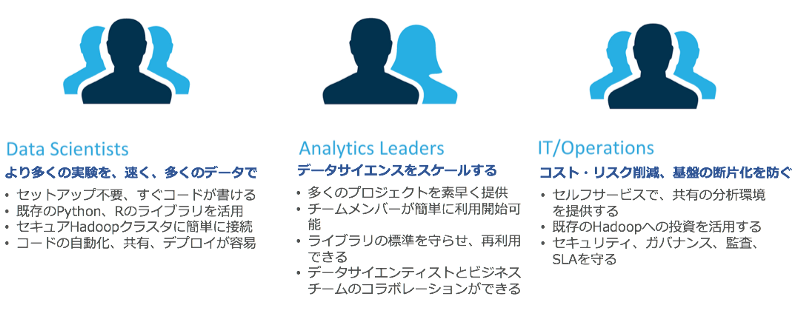 Data Scientists
より多くの実験を、速く、多くのデータで
• セットアップ不要、すぐコードが書ける
• 既存のPython、Rのライブラリを活用
• セキュアHadoopクラスタに簡単に接続
• コードの自動化、共有、デプロイが容易
Analytics Leaders
データサイエンスをスケールする
• 多くのプロジェクトを素早く提供
• チームメンバーが簡単に利用開始可
能
• ライブラリの標準を守らせ、再利用
できる
• データサイエンティストとビジネス
チームのコラボレーションができる
IT/Operations
コスト・リスク削減、基盤の断片化を防ぐ
• セルフサービスで、共有の分析環境
を提供する
• 既存のHadoopへの投資を活用する
• セキュリティ、ガバナンス、監査、
SLAを守る